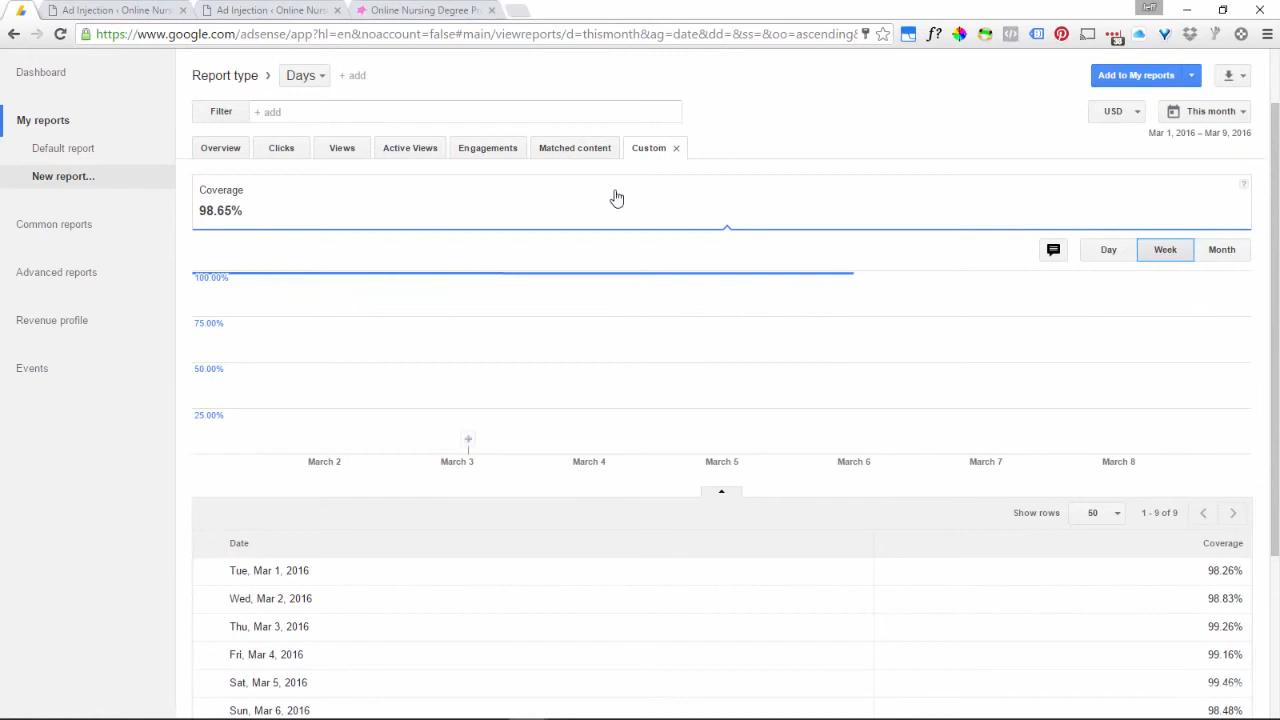 Ad Injection ‹ Online Nurs
Ad Injection ‹ Online Nurs
Online Nursing Degree Pr
https://www.google.com/adsense/app?hl=en&noaccount=false#main/viewreports/d=thismonth&ag=date&dd=&ss=&oo=ascending&
Dashboard
My reports
Default report
New report...
Common reports
Advanced reports
Revenue profile
Events
Report type › Days + add
Add to My reports
Filter + add
USD
This month
Mar 1, 2016 – Mar 9, 2016
Overview Clicks Views Active Views Engagements Matched content Custom
Coverage
98.65%
?
Day Week Month
100.00%
75.00%
50.00%
25.00%
March 2 March 3 March 4 March 5 March 6 March 7 March 8
Show rows 50 1 - 9 of 9
Date Coverage
Tue, Mar 1, 2016 98.26%
Wed, Mar 2, 2016 98.83%
Thu, Mar 3, 2016 99.26%
Fri, Mar 4, 2016 99.16%
Sat, Mar 5, 2016 99.46%
Sun, Mar 6, 2016 98.48%